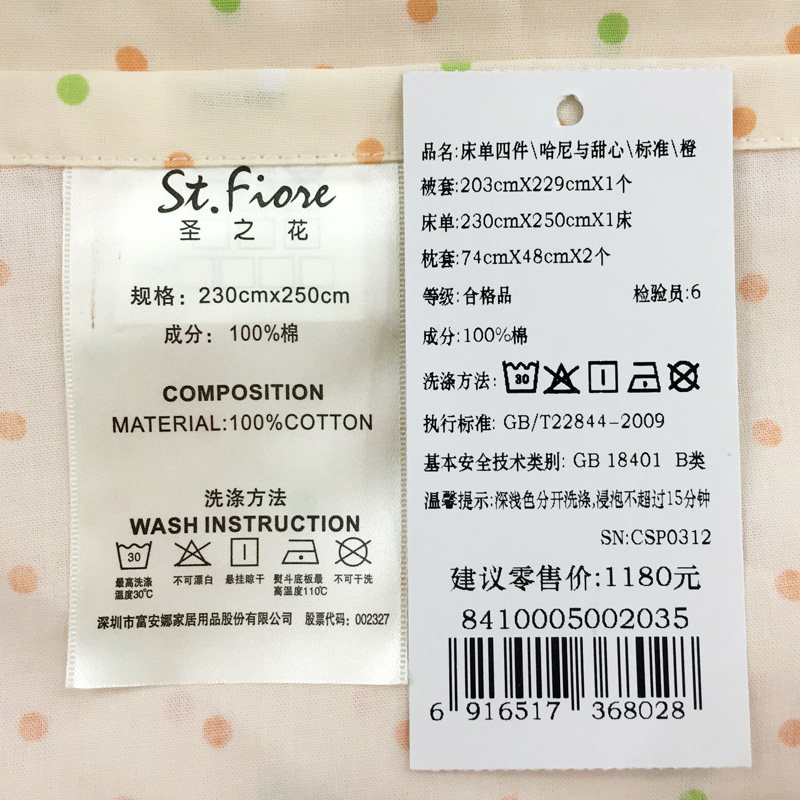 St.Fiore
圣之花
规格：230cmx250cm
成分：100%棉
COMPOSITION
MATERIAL:100%COTTON
洗涤方法
WASH INSTRUCTION
30
最高洗涤温度30℃
不可漂白
悬挂晾干
熨斗底板最高温度110℃
不可干洗
深圳市富安娜家居用品股份有限公司 股票代码：002327
品名:床单四件\哈尼与甜心\标准\橙
被套:203cmX229cmX1个
床单:230cmX250cmX1床
枕套:74cmX48cmX2个
等级:合格品 检验员:6
成分:100%棉
洗涤方法: 30
执行标准: GB/T22844-2009
基本安全技术类别: GB 18401 B类
温馨提示:深浅色分开洗涤,浸泡不超过15分钟
SN:CSP0312
建议零售价:1180元
8410005002035
6 916517 368028